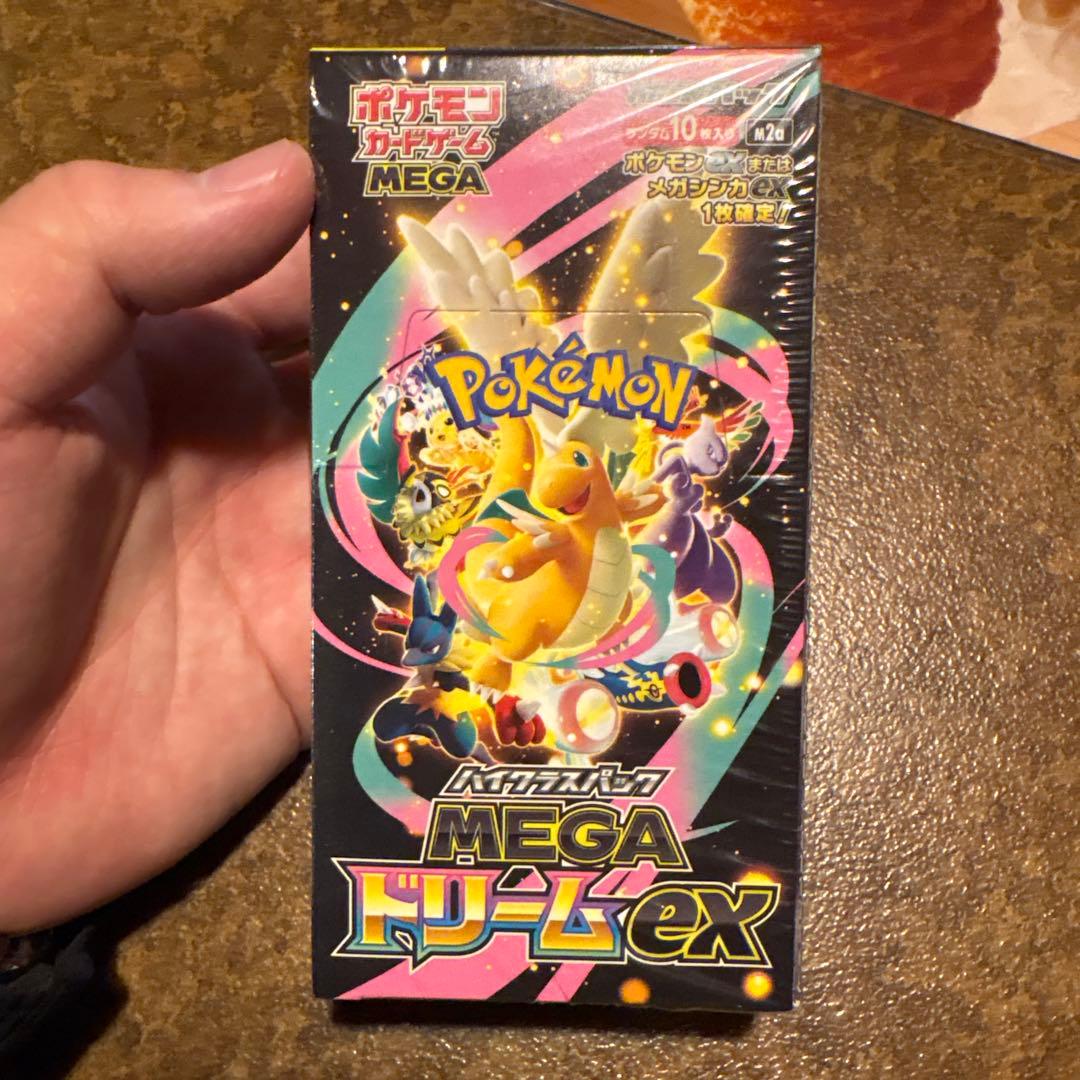 ポケモン
カードゲーム
MEGA
ランダム10枚入り M2a
ポケモンexまたは
メガシンカex
1枚確定!
POKéMON
TM
ハイクラスパック
MEGA
ドリームex